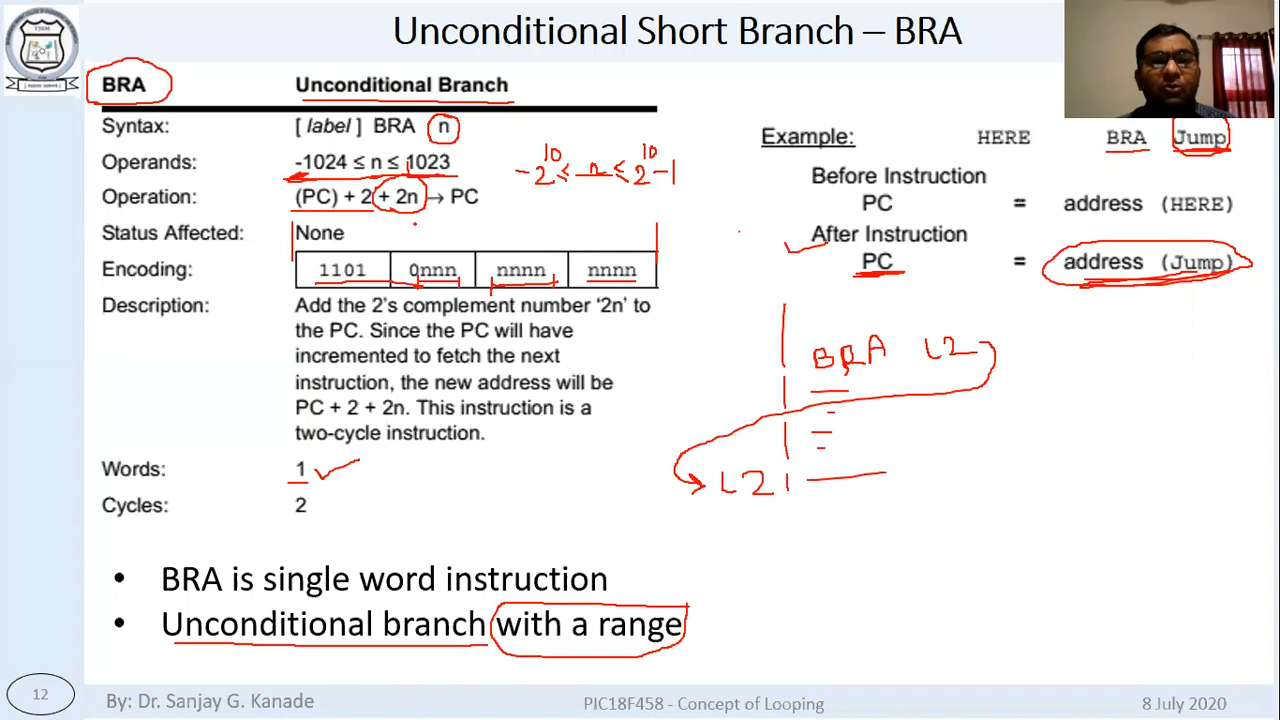 Unconditional Short Branch – BRA
BRA Unconditional Branch
Syntax: [ label ] BRA n
Operands: -1024 ≤ n ≤ 1023
-2^10 ≤ n ≤ 2^10-1
Operation: (PC) + 2 + 2n → PC
Status Affected: None
Encoding: 1101 0nnn nnnn nnnn
Description: Add the 2's complement number '2n' to
the PC. Since the PC will have
incremented to fetch the next
instruction, the new address will be
PC + 2 + 2n. This instruction is a
two-cycle instruction.
Words: 1
Cycles: 2
Example: HERE BRA Jump
Before Instruction
PC = address (HERE)
After Instruction
PC = address (Jump)
BRA L2
L2
• BRA is single word instruction
• Unconditional branch with a range
12
By: Dr. Sanjay G. Kanade
PIC18F458 - Concept of Looping
8 July 2020